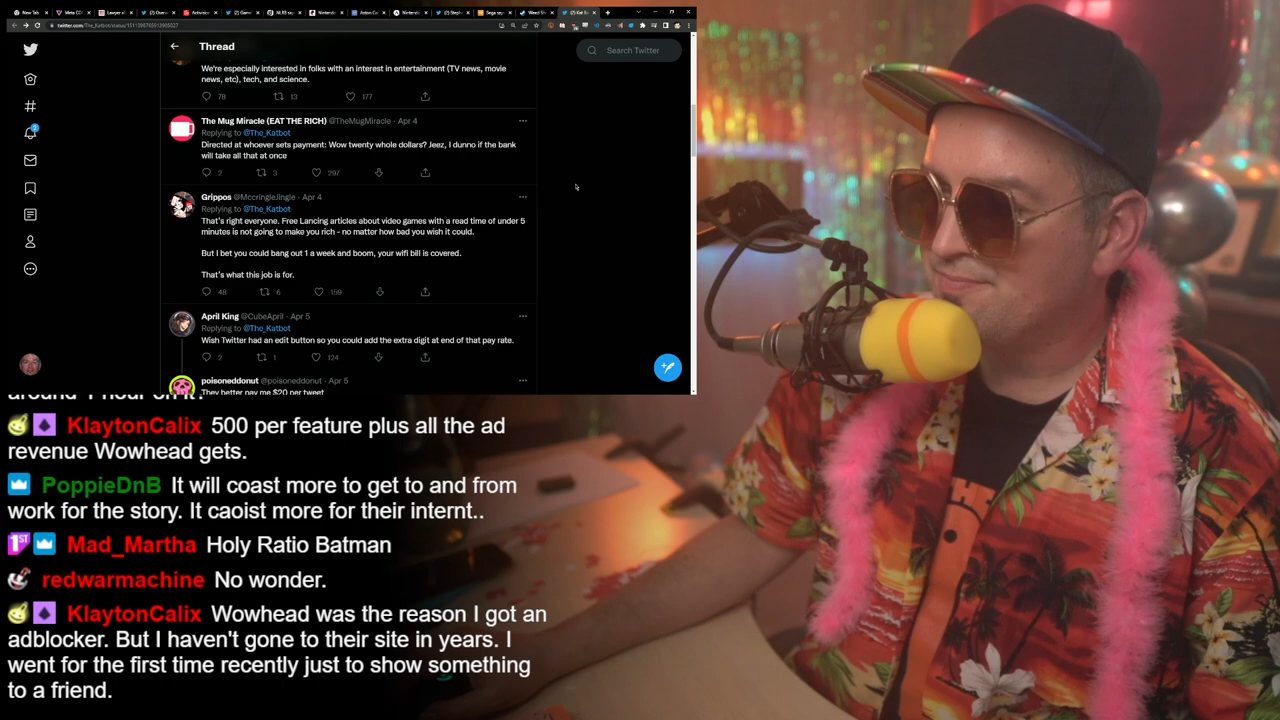 New Tab
twitter.com/The_Katbot/status/
Thread
Search Twitter
We're especially interested in folks with an interest in entertainment (TV news, movie
news, etc), tech, and science.
78 13 177
The Mug Miracle (EAT THE RICH) @TheMugMiracle · Apr 4
Replying to @The_Katbot
Directed at whoever sets payment: Wow twenty whole dollars? Jeez, I dunno if the bank
will take all that at once
2 3 297
Grippos @MccringleJingle · Apr 4
Replying to @The_Katbot
That's right everyone. Free Lancing articles about video games with a read time of under 5
minutes is not going to make you rich - no matter how bad you wish it could.
But I bet you could bang out 1 a week and boom, your wifi bill is covered.
That's what this job is for.
48 6 159
April King @CubeApril · Apr 5
Replying to @The_Katbot
Wish Twitter had an edit button so you could add the extra digit at end of that pay rate.
2 1 124
poisoneddonut @poisoneddonut · Apr 5
They better pay me $20 per tweet
KlaytonCalix 500 per feature plus all the ad
revenue Wowhead gets.
PoppieDnB It will coast more to get to and from
work for the story. It caoist more for their internt..
1ST Mad_Martha Holy Ratio Batman
redwarmachine No wonder.
KlaytonCalix Wowhead was the reason I got an
adblocker. But I haven't gone to their site in years. I
went for the first time recently just to show something
to a friend.